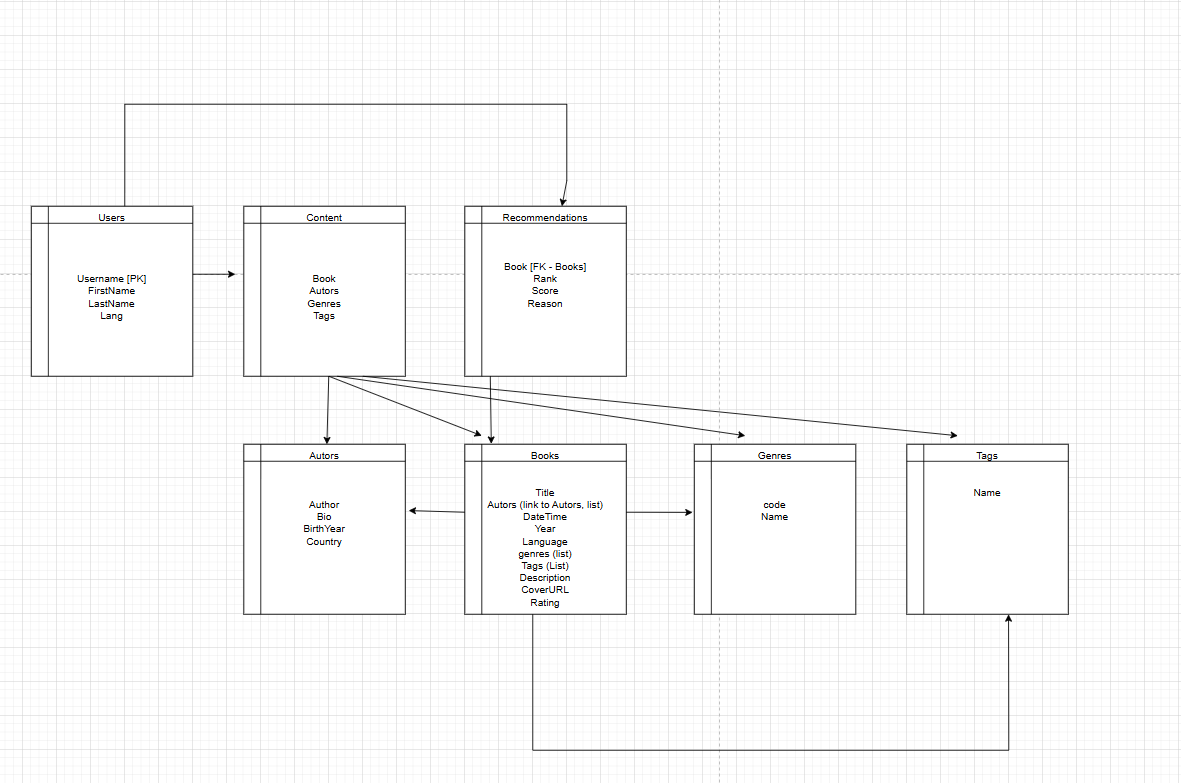 Users
Username [PK]
FirstName
LastName
Lang
Content
Book
Autors
Genres
Tags
Recommendations
Book [FK - Books]
Rank
Score
Reason
Autors
Author
Bio
BirthYear
Country
Books
Title
Autors (link to Autors, list)
DateTime
Year
Language
genres (list)
Tags (List)
Description
CoverURL
Rating
Genres
code
Name
Tags
Name